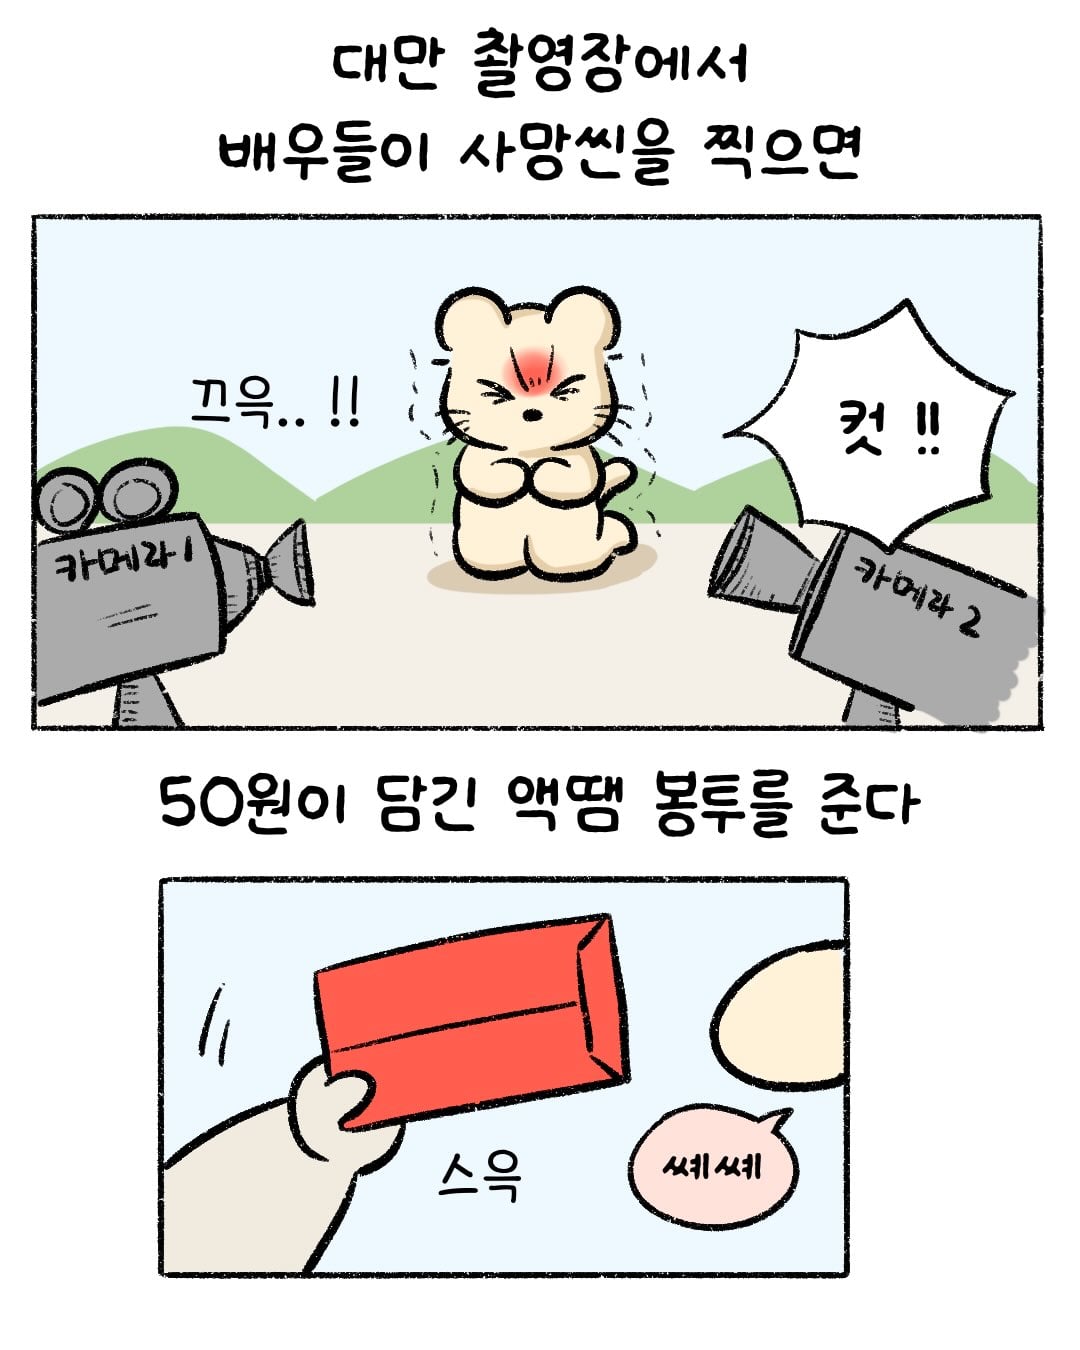 대만 촬영장에서
배우들이 사망씬을 찍으면
끄윽.. !!
컷 !!
카메라1
카메라 2
50원이 담긴 액땜 봉투를 준다
스윽
쎼쎼